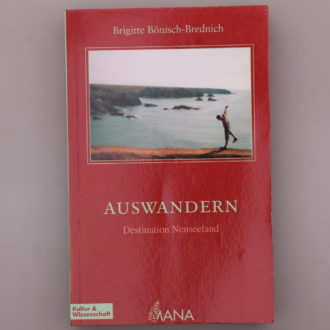 Brigitte Bönisch-Brednich
AUSWANDERN
Destination Neuseeland
Kultur &
Wissenschaft
MANA